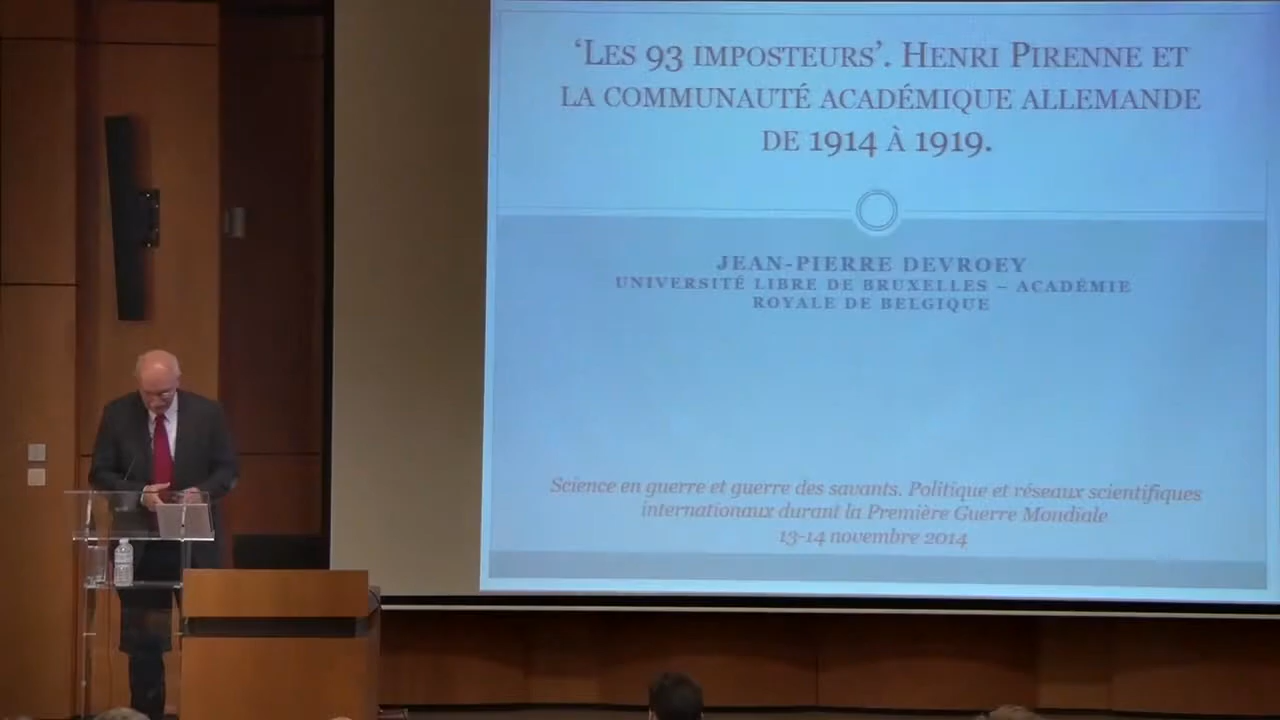 ‘Les 93 imposteurs’. Henri Pirenne et
la communauté académique allemande
de 1914 à 1919.
JEAN-PIERRE DEVROEY
UNIVERSITÉ LIBRE DE BRUXELLES – ACADÉMIE
ROYALE DE BELGIQUE
Science en guerre et guerre des savants. Politique et réseaux scientifiques
internationaux durant la Première Guerre Mondiale
13-14 novembre 2014